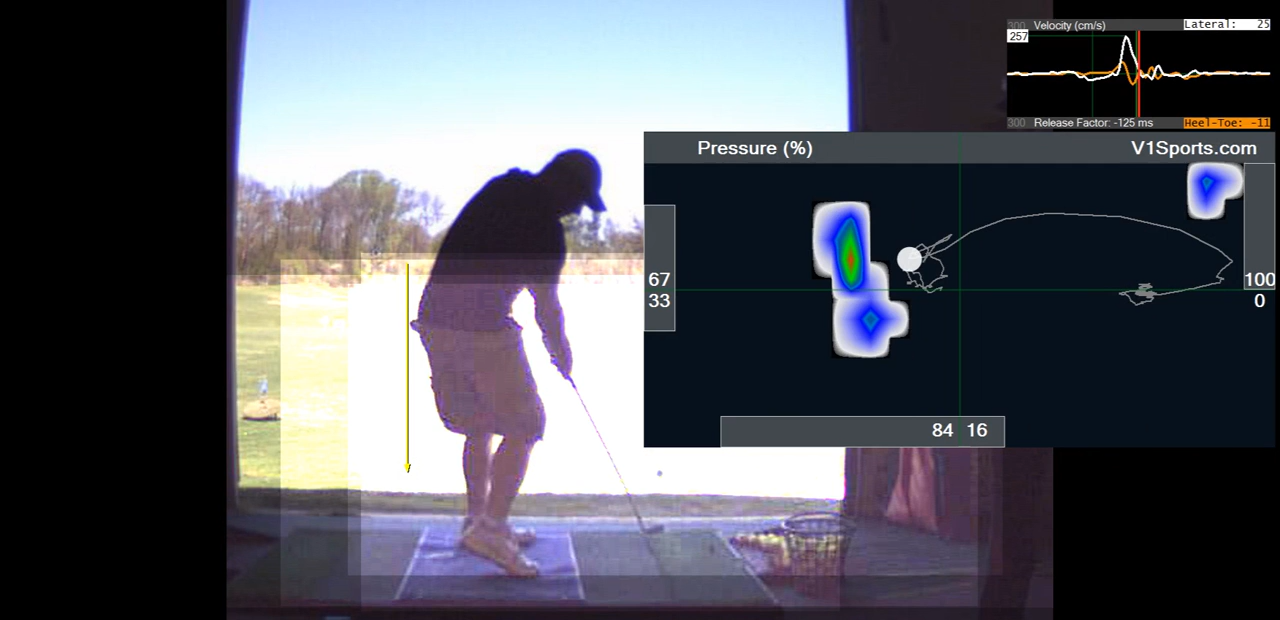 300 Velocity (cm/s) Lateral: 25
257
300 Release Factor: -125 ms Heel-Toe: -11
Pressure (%) V1Sports.com
67
33
100
0
84 16